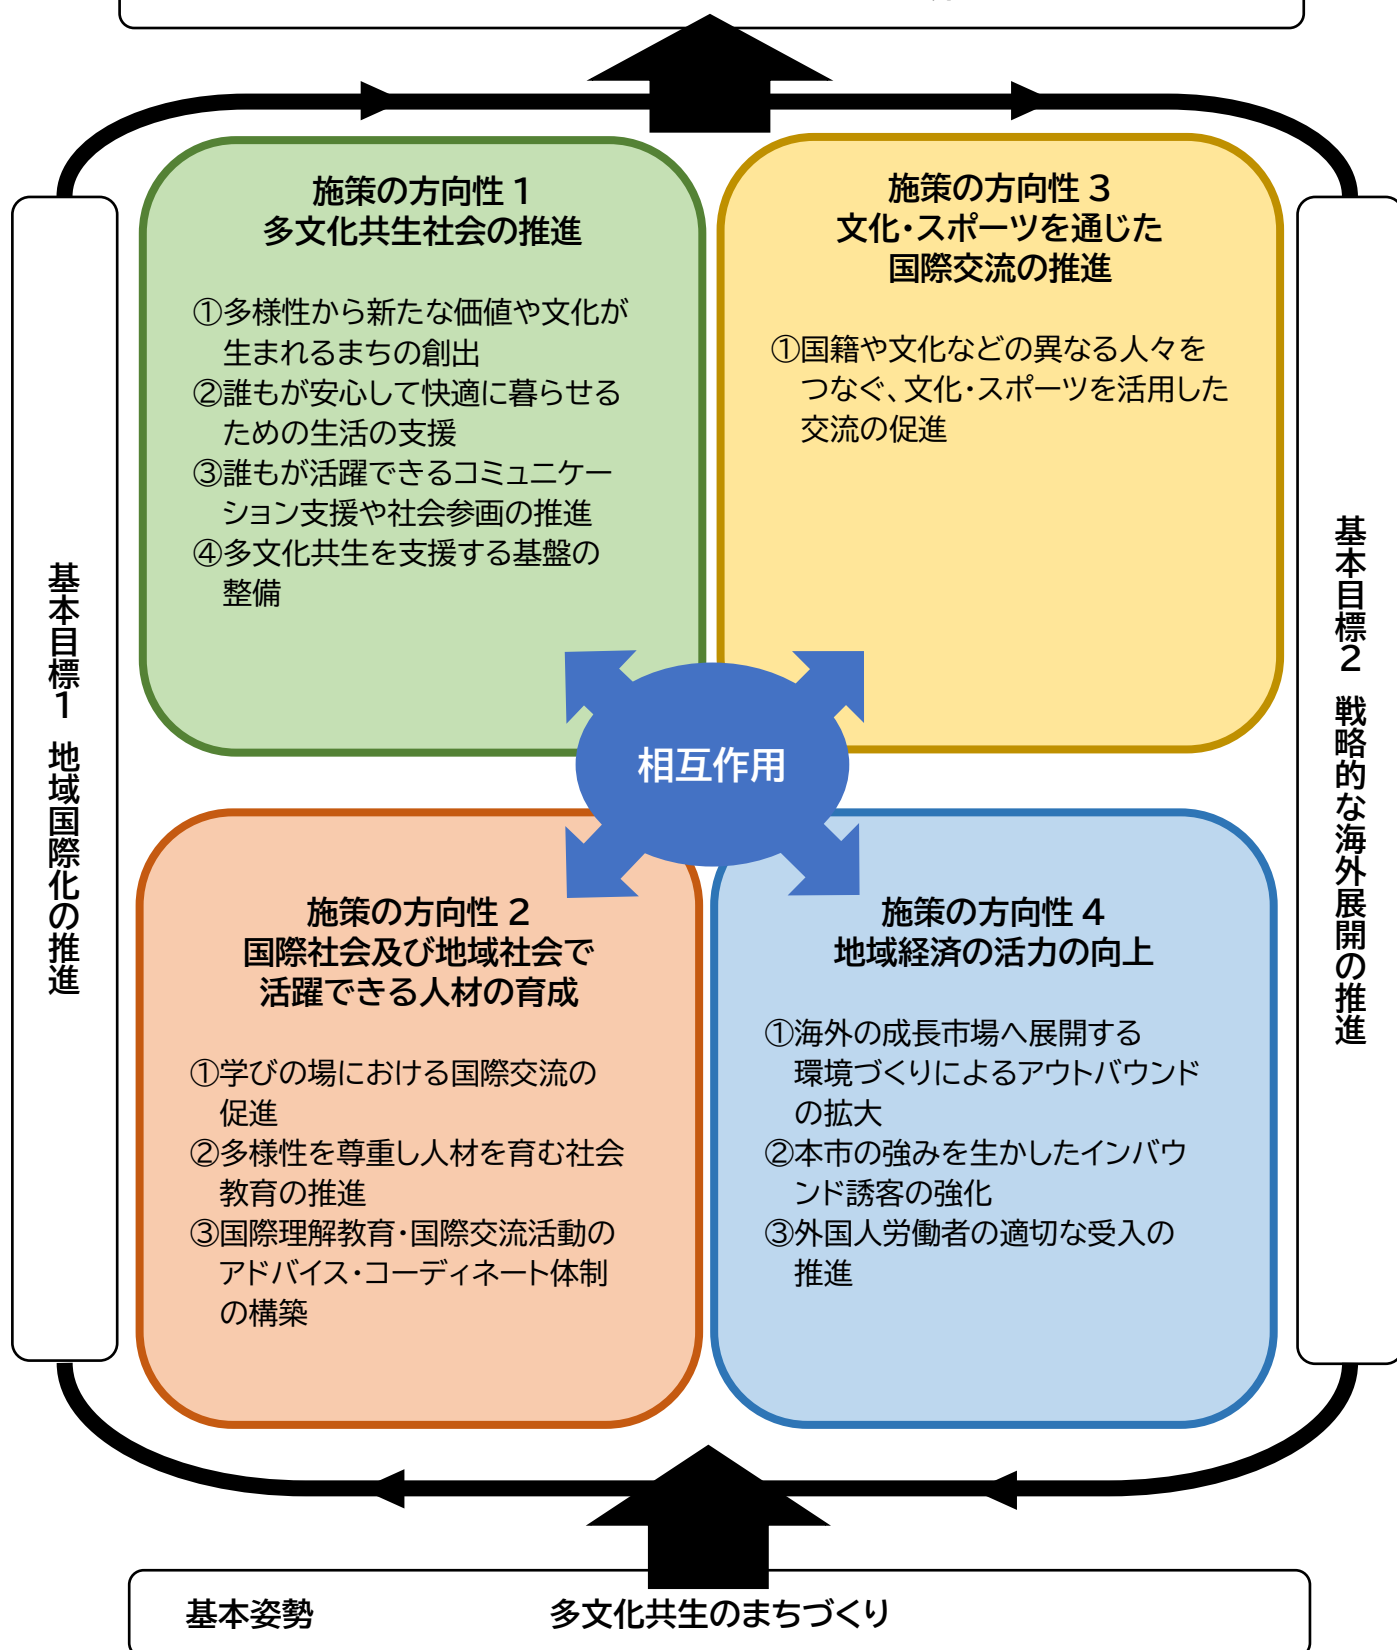 施策の方向性 1
多文化共生社会の推進
①多様性から新たな価値や文化が
生まれるまちの創出
②誰もが安心して快適に暮らせる
ための生活の支援
③誰もが活躍できるコミュニケー
ション支援や社会参画の推進
④多文化共生を支援する基盤の
整備
施策の方向性 3
文化・スポーツを通じた
国際交流の推進
①国籍や文化などの異なる人々を
つなぐ、文化・スポーツを活用した
交流の促進
基本目標１ 地域国際化の推進
相互作用
基本目標２ 戦略的な海外展開の推進
施策の方向性 2
国際社会及び地域社会で
活躍できる人材の育成
①学びの場における国際交流の
促進
②多様性を尊重し人材を育む社会
教育の推進
③国際理解教育・国際交流活動の
アドバイス・コーディネート体制
の構築
施策の方向性 4
地域経済の活力の向上
①海外の成長市場へ展開する
環境づくりによるアウトバウンド
の拡大
②本市の強みを生かしたインバウ
ンド誘客の強化
③外国人労働者の適切な受入の
推進
基本姿勢 多文化共生のまちづくり